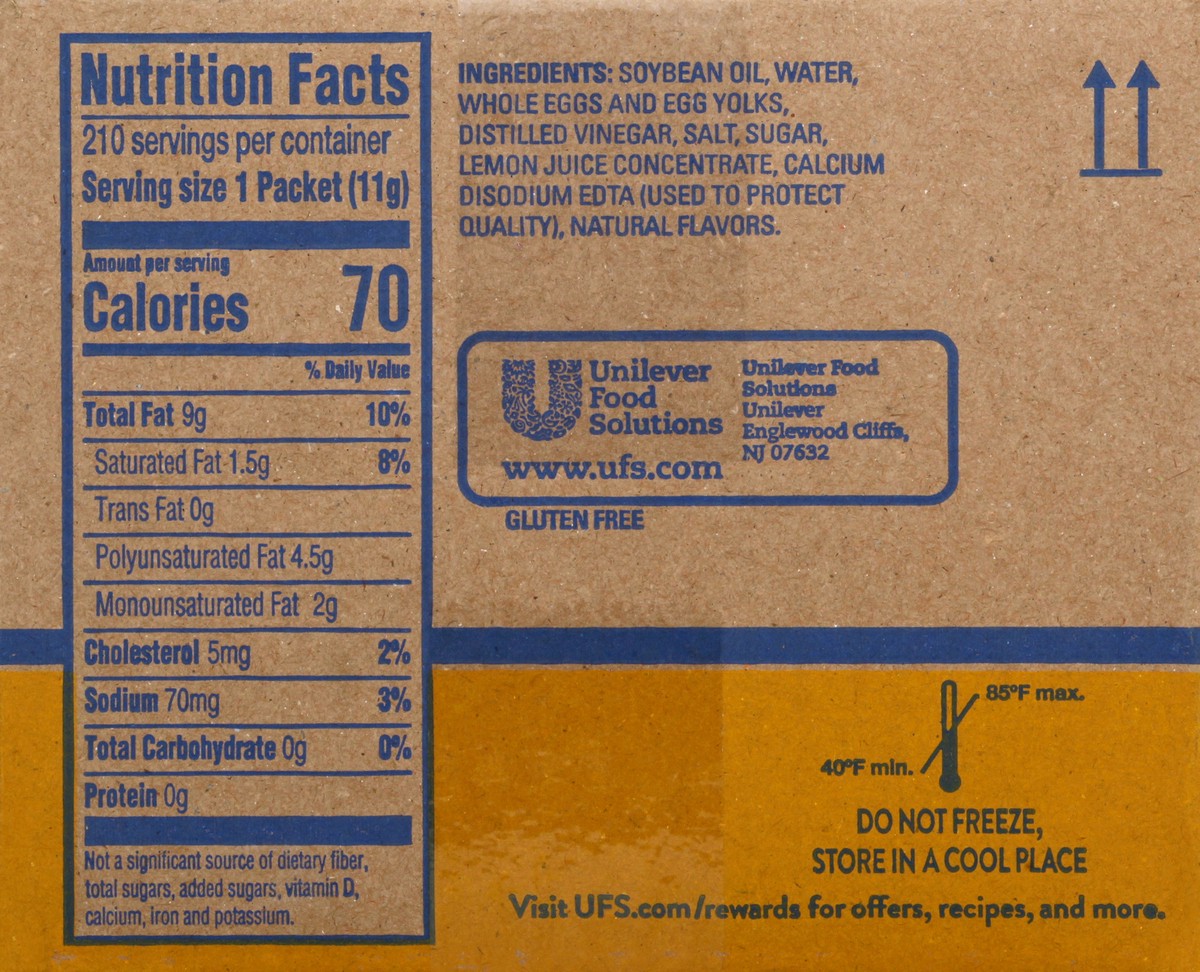 Nutrition Facts
210 servings per container
Serving size 1 Packet (11g)
Amount per serving
Calories 70
% Daily Value
Total Fat 9g 10%
Saturated Fat 1.5g 8%
Trans Fat 0g
Polyunsaturated Fat 4.5g
Monounsaturated Fat 2g
Cholesterol 5mg 2%
Sodium 70mg 3%
Total Carbohydrate 0g 0%
Protein 0g
Not a significant source of dietary fiber,
total sugars, added sugars, vitamin D,
calcium, iron and potassium.
INGREDIENTS: SOYBEAN OIL, WATER,
WHOLE EGGS AND EGG YOLKS,
DISTILLED VINEGAR, SALT, SUGAR,
LEMON JUICE CONCENTRATE, CALCIUM
DISODIUM EDTA (USED TO PROTECT
QUALITY), NATURAL FLAVORS.
Unilever
Food
Solutions
www.ufs.com
Unilever Food
Solutions
Unilever
Englewood Cliffs,
NJ 07632
GLUTEN FREE
85°F max.
40°F min.
DO NOT FREEZE,
STORE IN A COOL PLACE
Visit UFS.com/rewards for offers, recipes, and more.